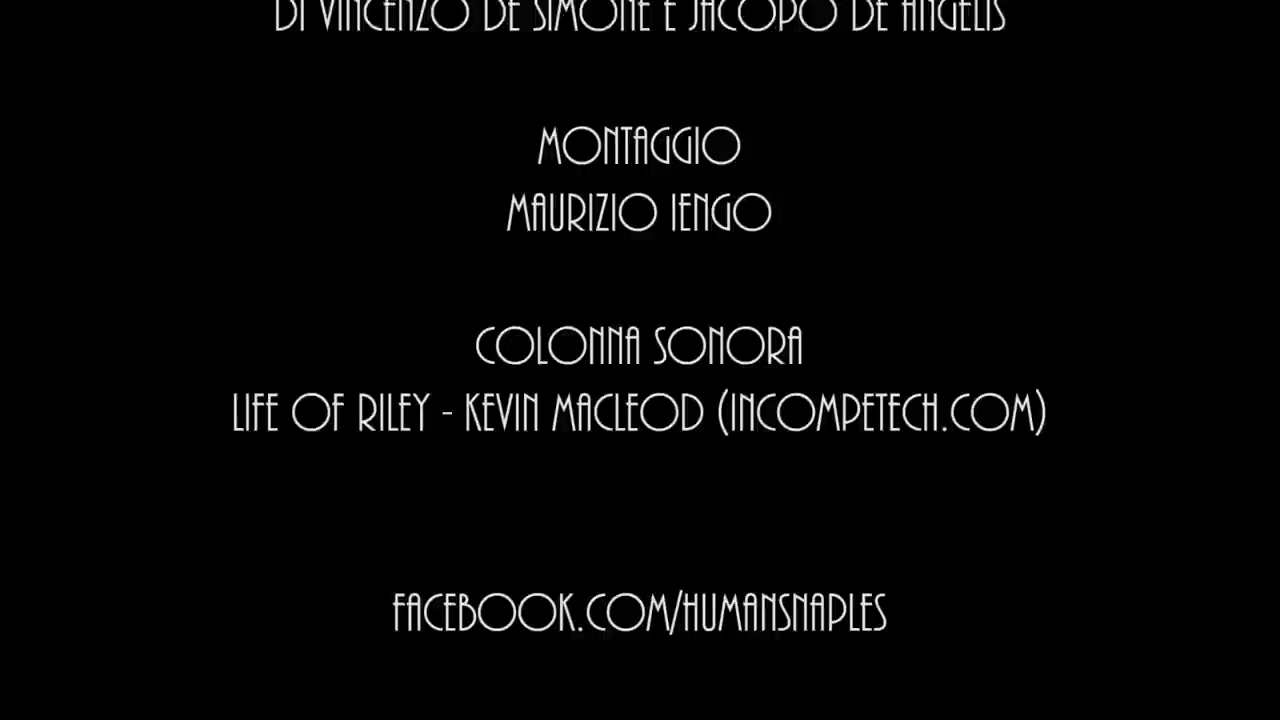 DI VINCENZO DE SIMONE E JACOPO DE ANGELIS
MONTAGGIO
MAURIZIO IENGO
COLONNA SONORA
LIFE OF RILEY - KEVIN MACLEOD (INCOMPETECH.COM)
FACEBOOK.COM/HUMANSNAPLES